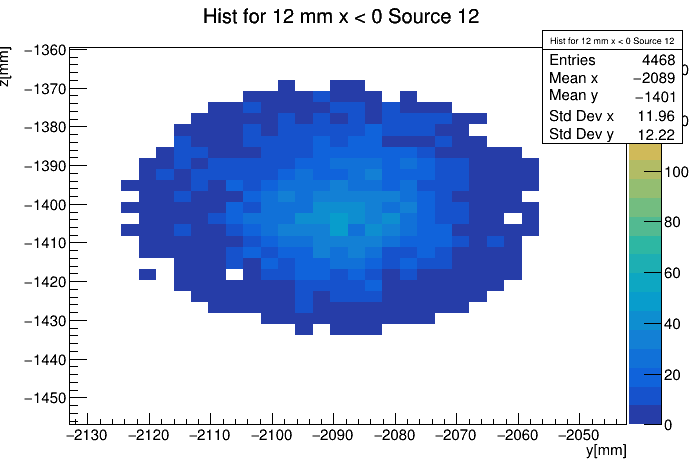 Hist for 12 mm x < 0 Source 12
z[mm]
−1360
−1370
−1380
−1390
−1400
−1410
−1420
−1430
−1440
−1450
Hist for 12 mm x < 0 Source 12
Entries 4468
Mean x −2089
Mean y −1401
Std Dev x 11.96
Std Dev y 12.22
0
0
100
80
60
40
20
0
−2130 −2120 −2110 −2100 −2090 −2080 −2070 −2060 −2050
y[mm]